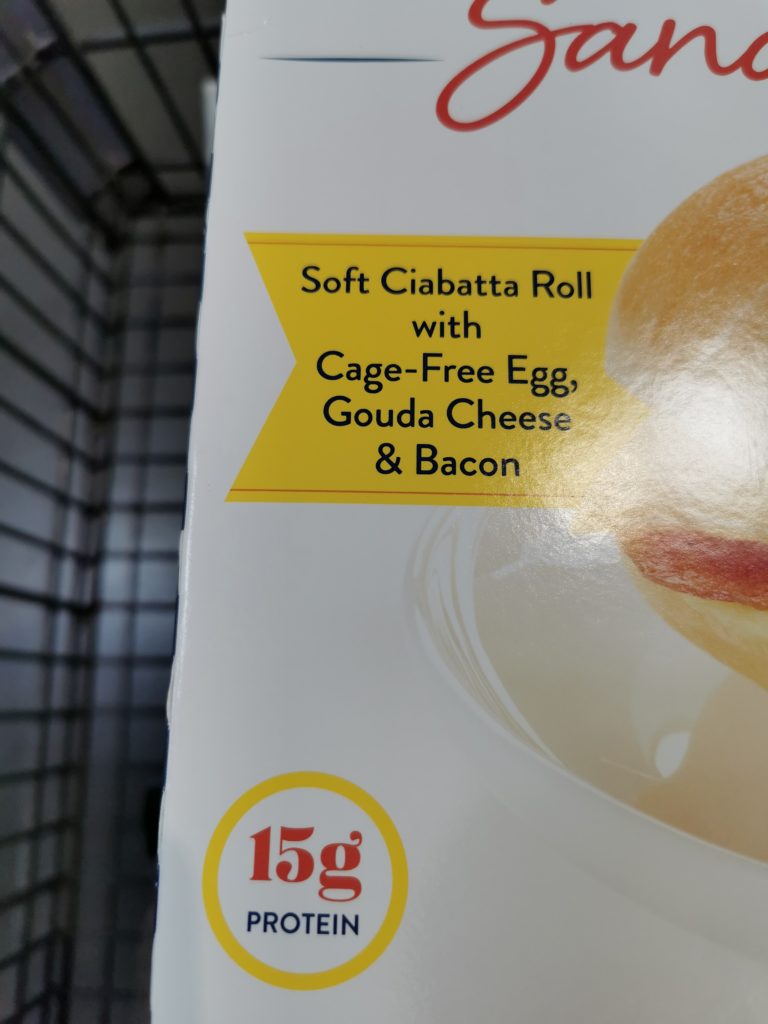 Soft Ciabatta Roll
with
Cage-Free Egg,
Gouda Cheese
& Bacon
15g
PROTEIN